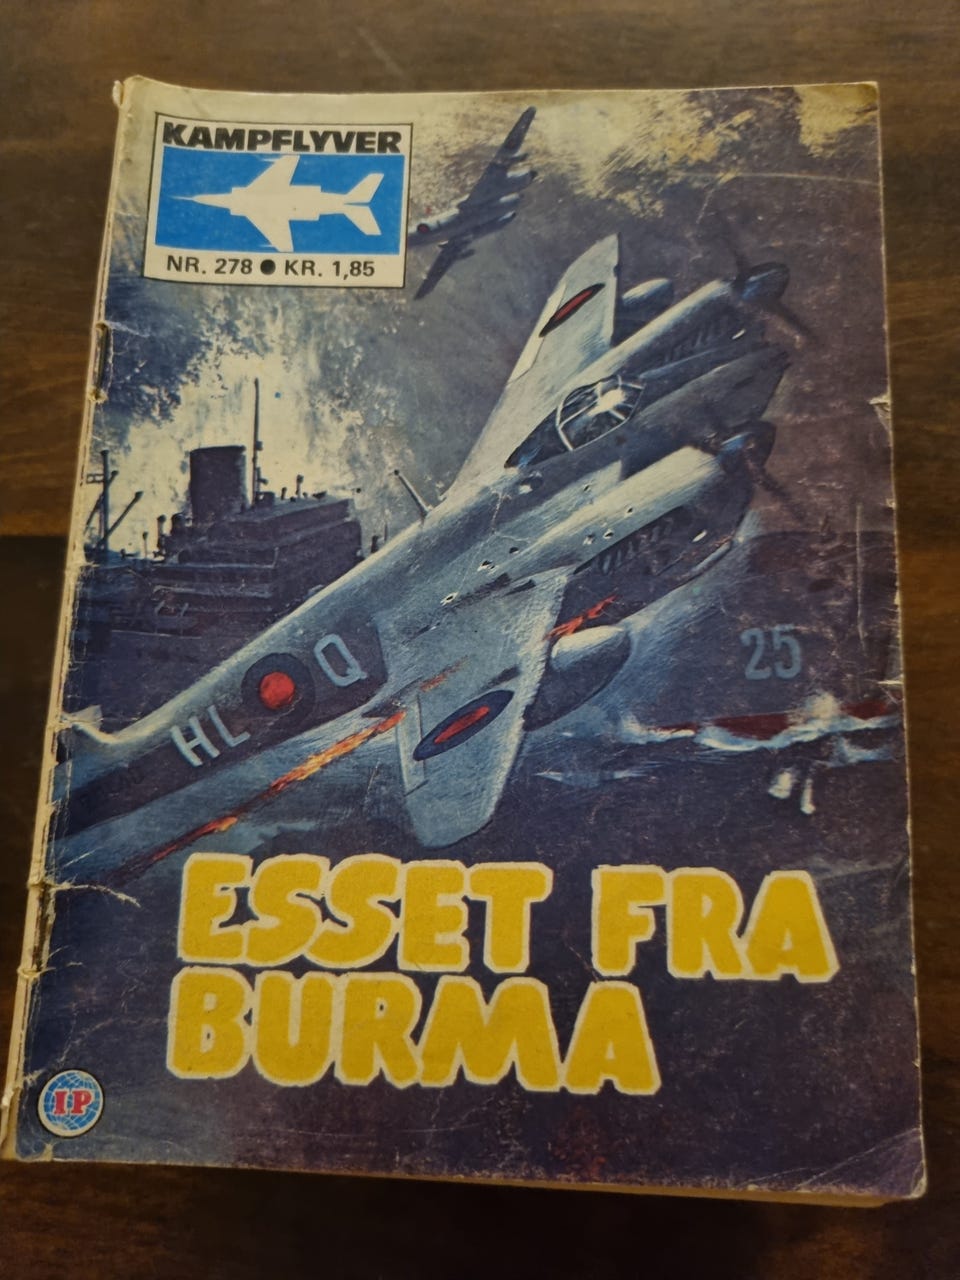 KAMPFLYVER
NR. 278 ● KR. 1,85
HL Q
25
ESSET FRA
BURMA
IP